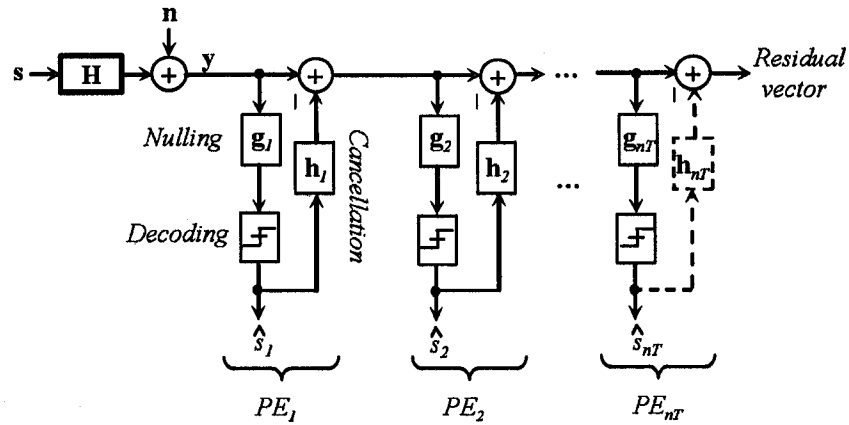 n
s H + y + + ... + Residual vector
Nulling g1 h1 g2 h2 gnT hnT
Cancellation
...
Decoding
ŝ1 ŝ2 ŝnT
PE1 PE2 PEnT